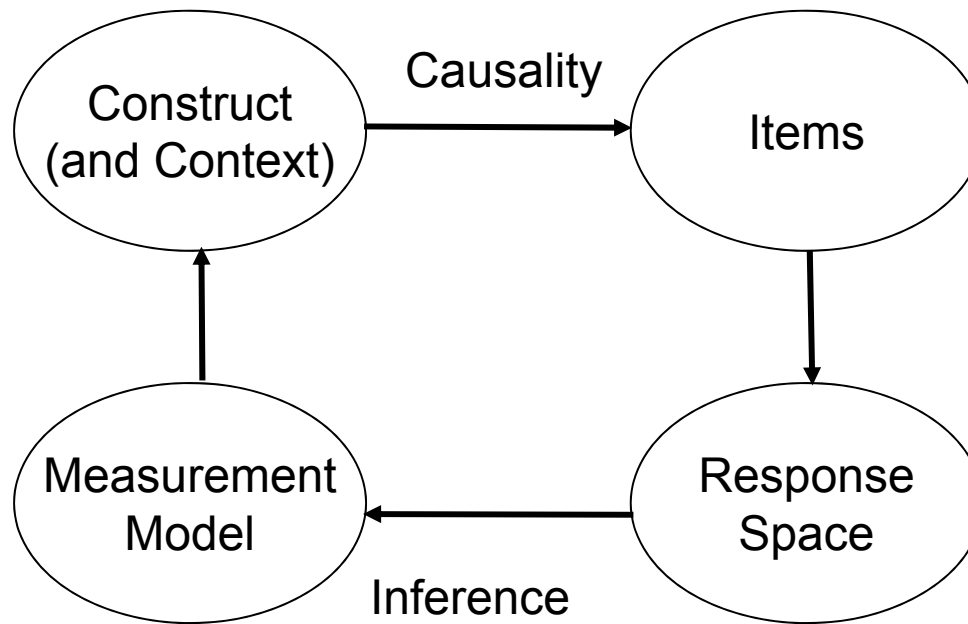 Causality
Construct
(and Context)
Items
Measurement
Model
Response
Space
Inference